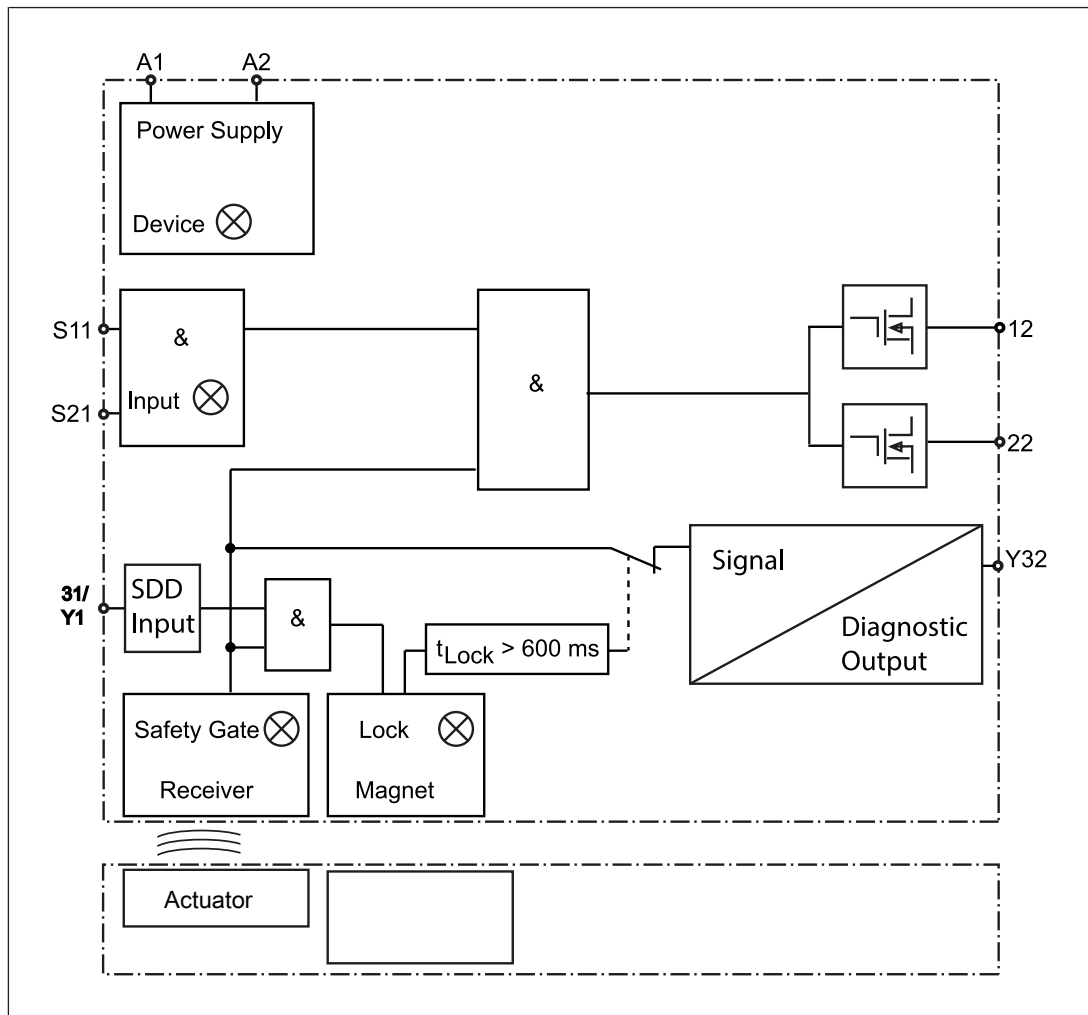 A1
A2
Power Supply
Device
S11
&
Input
S21
&
12
22
31/
Y1
SDD
Input
&
tLock > 600 ms
Signal
Diagnostic
Output
Y32
Safety Gate
Receiver
Lock
Magnet
Actuator